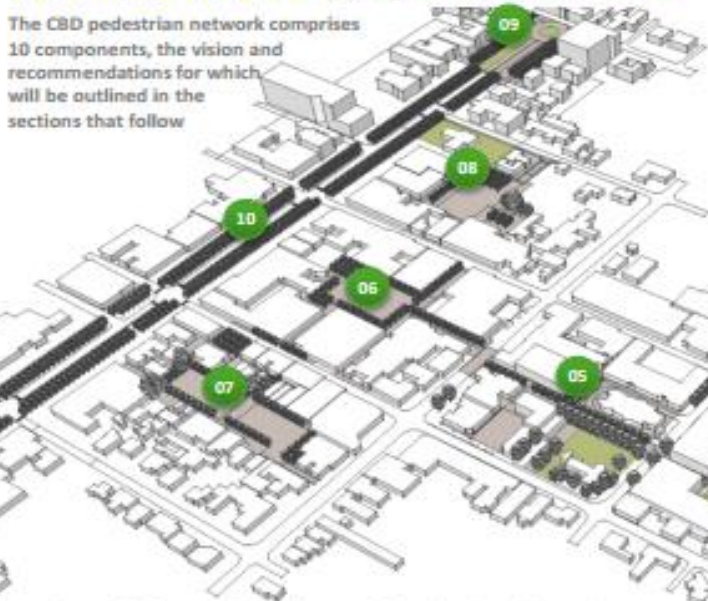 The CBD pedestrian network comprises
10 components, the vision and
recommendations for which
will be outlined in the
sections that follow
09
08
10
06
05
07